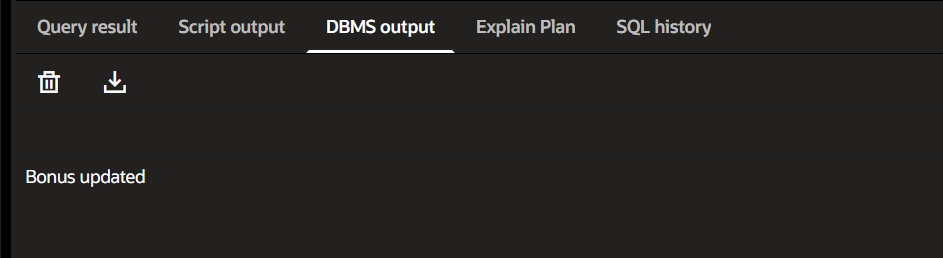 Query result Script output DBMS output Explain Plan SQL history
Bonus updated